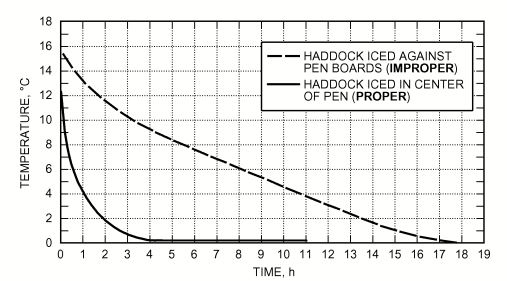 18
16
14
12
10
8
6
4
2
0
TEMPERATURE, °C
HADDOCK ICED AGAINST
PEN BOARDS (IMPROPER)
HADDOCK ICED IN CENTER
OF PEN (PROPER)
0 1 2 3 4 5 6 7 8 9 10 11 12 13 14 15 16 17 18 19
TIME, h